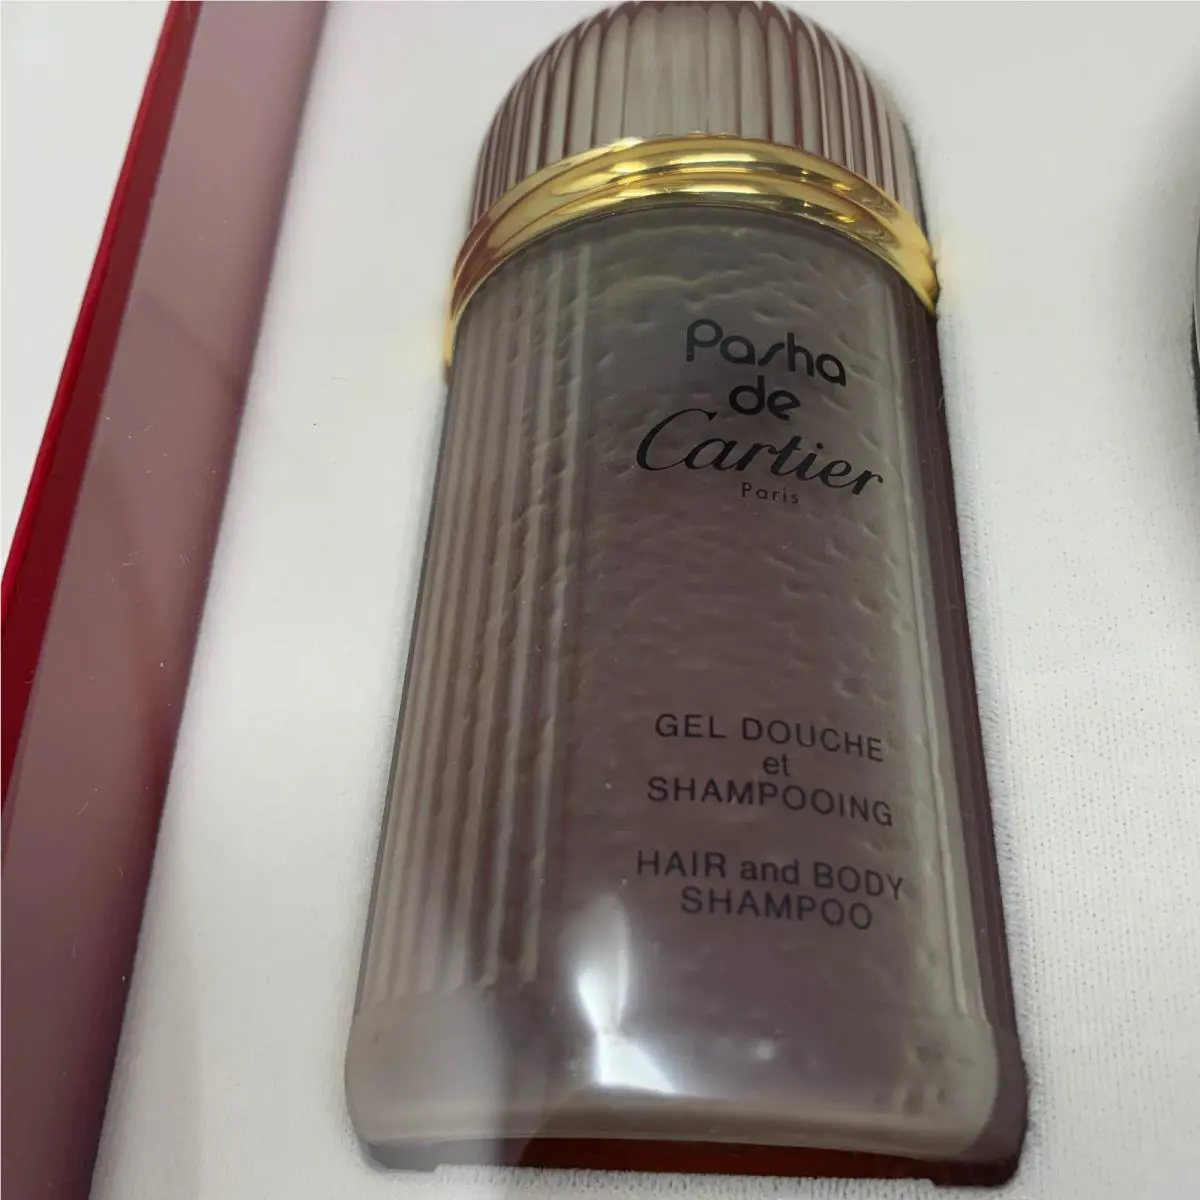 Pasha
de
Cartier
Paris
GEL DOUCHE
et
SHAMPOOING
HAIR and BODY
SHAMPOO